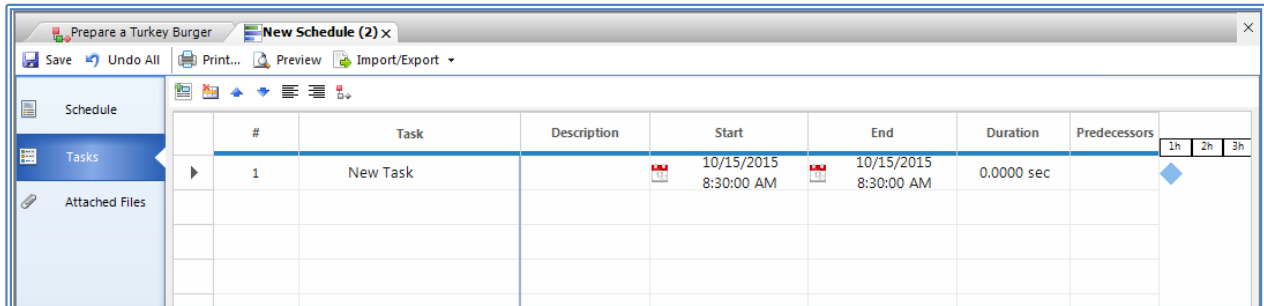 Prepare a Turkey Burger New Schedule (2) x
Save Undo All Print... Preview Import/Export
Schedule
Tasks
Attached Files
# Task Description Start End Duration Predecessors
1h 2h 3h
1 New Task 10/15/2015 8:30:00 AM 10/15/2015 8:30:00 AM 0.0000 sec